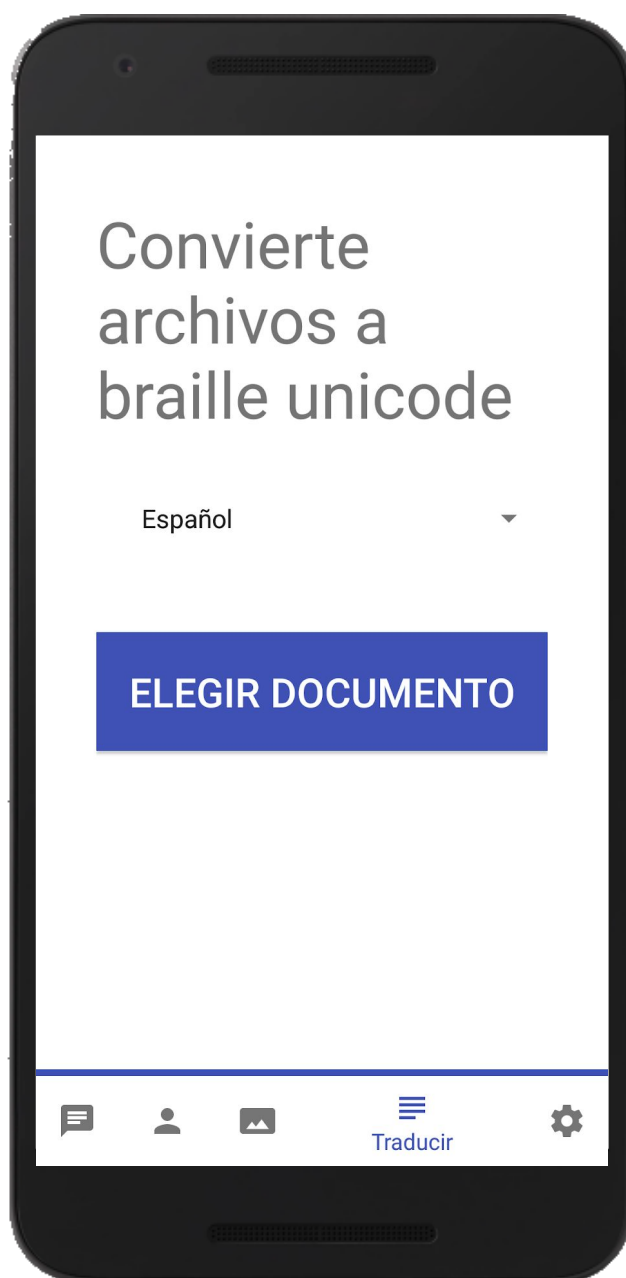 Convierte
archivos a
braille unicode
Español
ELEGIR DOCUMENTO
Traducir